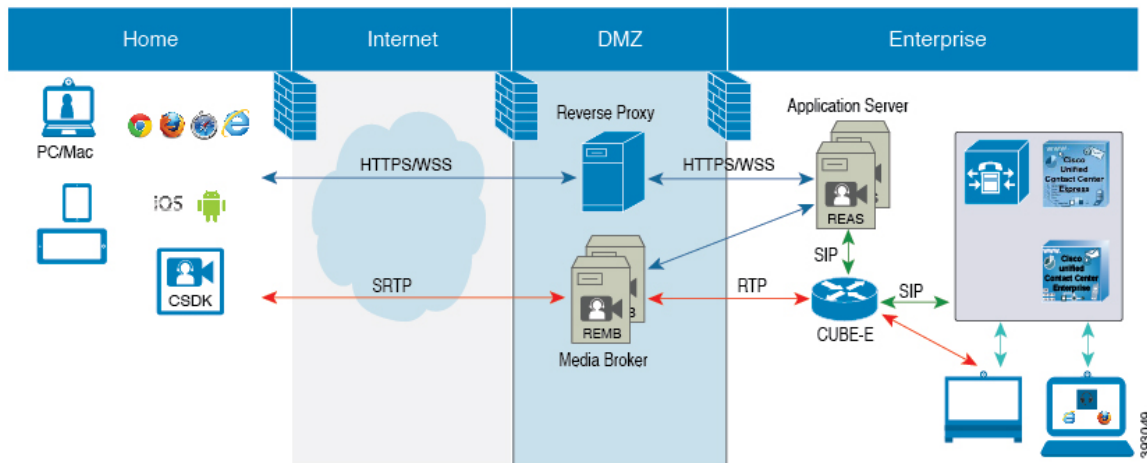 Home
Internet
DMZ
Enterprise
PC/Mac
iOS
CSDK
HTTPS/WSS
SRTP
Reverse Proxy
REMB
B
Media Broker
HTTPS/WSS
RTP
Application Server
REAS
S
SIP
CUBE-E
SIP
Cisco
Unified
Contact Center
Express
Cisco
unified
Contact Center
Enterprise
393049